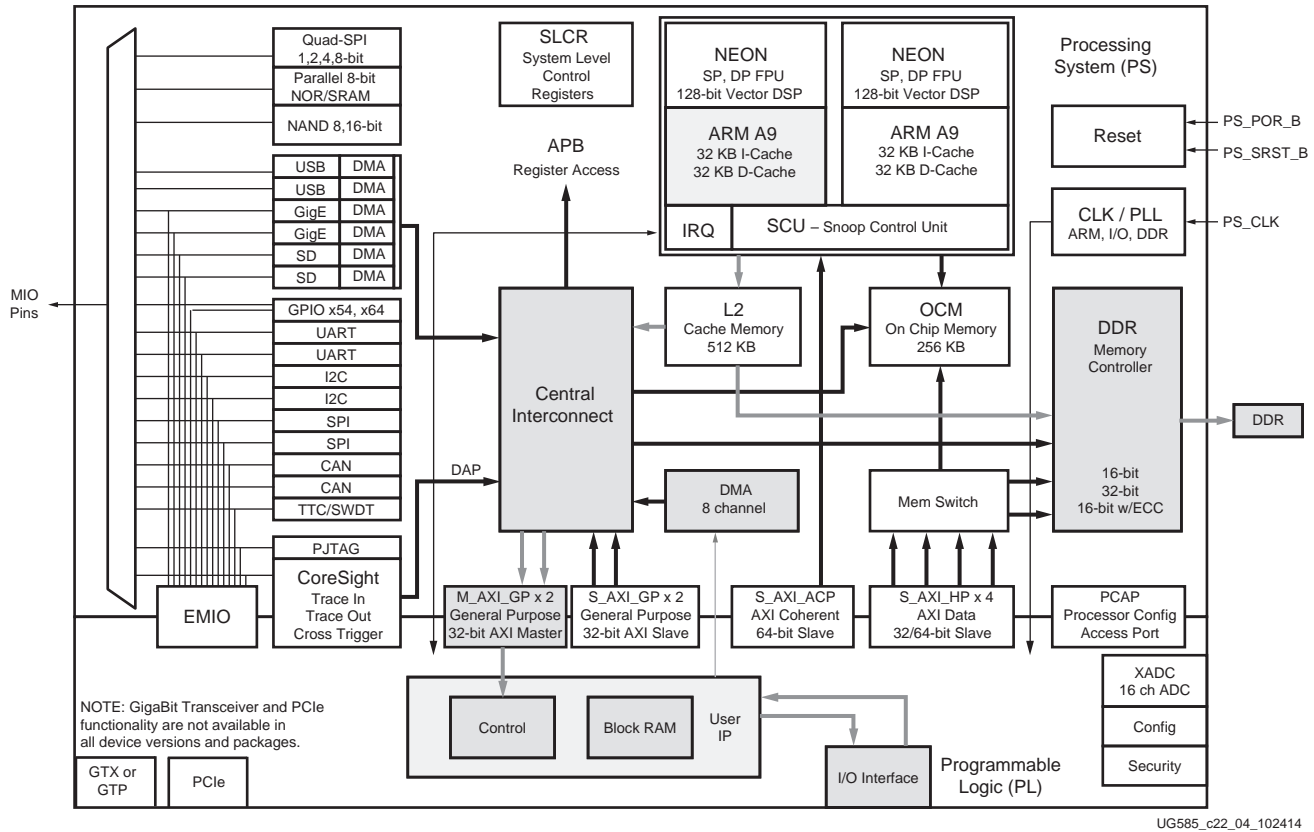 Quad-SPI
1,2,4,8-bit
Parallel 8-bit
NOR/SRAM
NAND 8,16-bit
USB DMA
USB DMA
GigE DMA
GigE DMA
SD DMA
SD DMA
MIO
Pins
GPIO x54, x64
UART
UART
I2C
I2C
SPI
SPI
CAN
CAN
TTC/SWDT
PJTAG
CoreSight
Trace In
Trace Out
Cross Trigger
EMIO
SLCR
System Level
Control
Registers
APB
Register Access
NEON
SP, DP FPU
128-bit Vector DSP
ARM A9
32 KB I-Cache
32 KB D-Cache
NEON
SP, DP FPU
128-bit Vector DSP
ARM A9
32 KB I-Cache
32 KB D-Cache
IRQ
SCU – Snoop Control Unit
Processing
System (PS)
Reset
PS_POR_B
PS_SRST_B
CLK / PLL
ARM, I/O, DDR
PS_CLK
L2
Cache Memory
512 KB
OCM
On Chip Memory
256 KB
DDR
Memory
Controller
16-bit
32-bit
16-bit w/ECC
DDR
Central
Interconnect
DAP
DMA
8 channel
Mem Switch
M_AXI_GP x 2
General Purpose
32-bit AXI Master
S_AXI_GP x 2
General Purpose
32-bit AXI Slave
S_AXI_ACP
AXI Coherent
64-bit Slave
S_AXI_HP x 4
AXI Data
32/64-bit Slave
PCAP
Processor Config
Access Port
XADC
16 ch ADC
Config
Security
NOTE: GigaBit Transceiver and PCIe
functionality are not available in
all device versions and packages.
GTX or
GTP
PCIe
Control
Block RAM
User
IP
I/O Interface
Programmable
Logic (PL)
UG585_c22_04_102414